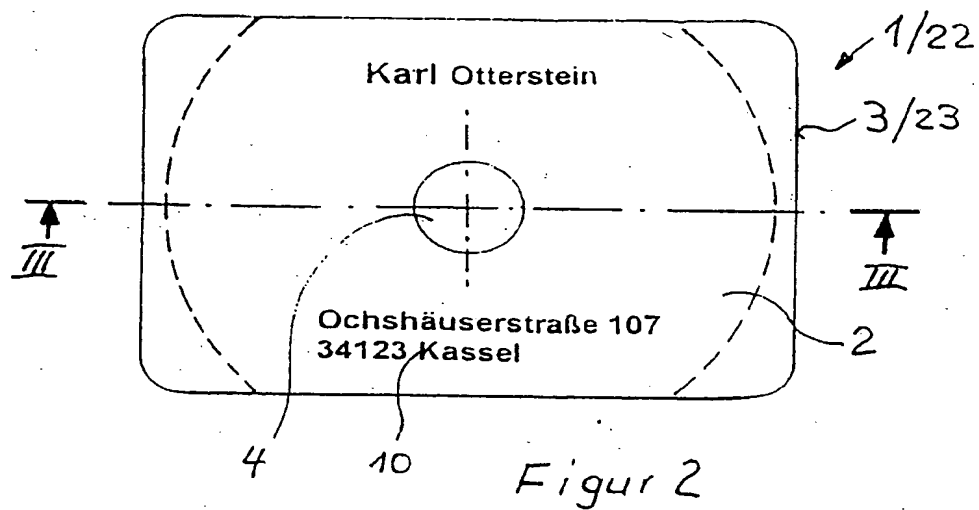 1/22
Karl Otterstein
3/23
III
III
Ochshäuserstraße 107
34123 Kassel
2
4
10
Figur 2